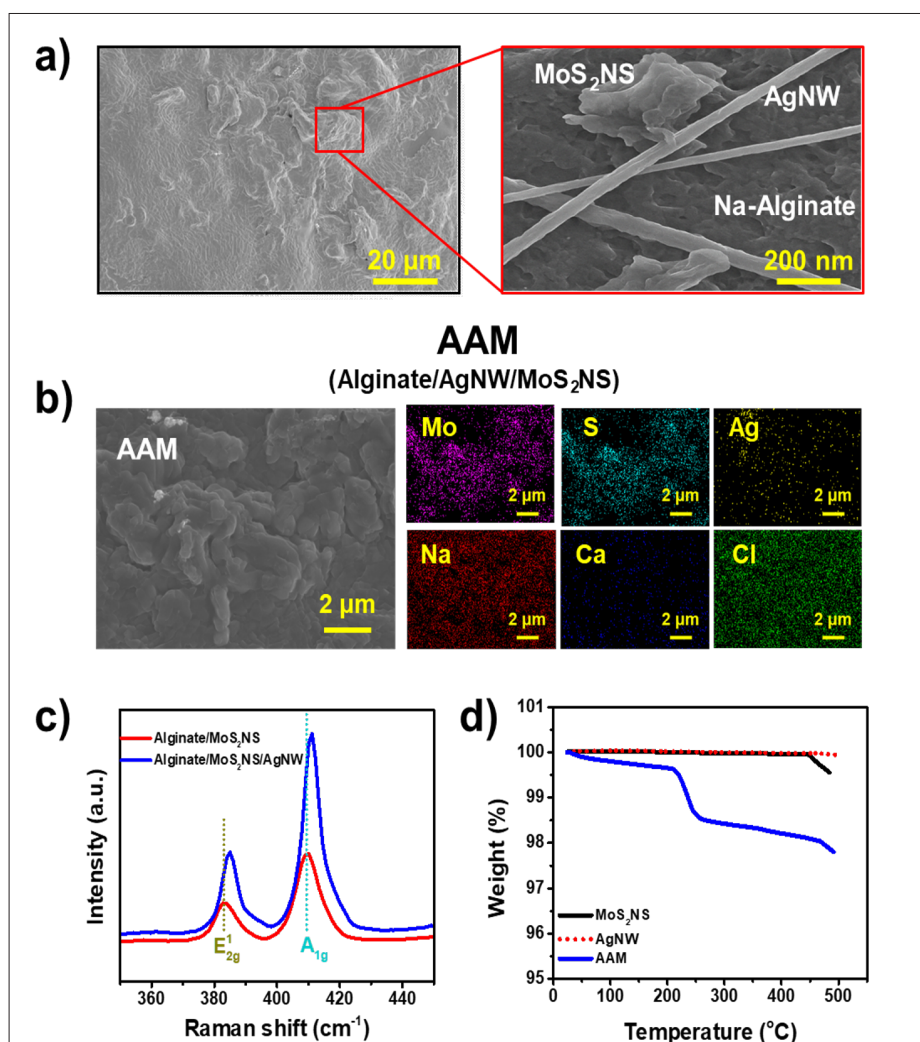 a)
MoS₂NS
AgNW
Na-Alginate
20 µm
200 nm
AAM
(Alginate/AgNW/MoS₂NS)
b)
AAM
2 µm
Mo
2 µm
S
2 µm
Ag
2 µm
Na
2 µm
Ca
2 µm
Cl
2 µm
c)
Alginate/MoS₂NS
Alginate/MoS₂NS/AgNW
E¹₂g
A₁g
Intensity (a.u.)
360 380 400 420 440
Raman shift (cm⁻¹)
d)
101
100
99
98
97
96
95
Weight (%)
MoS₂NS
AgNW
AAM
0 100 200 300 400 500
Temperature (°C)